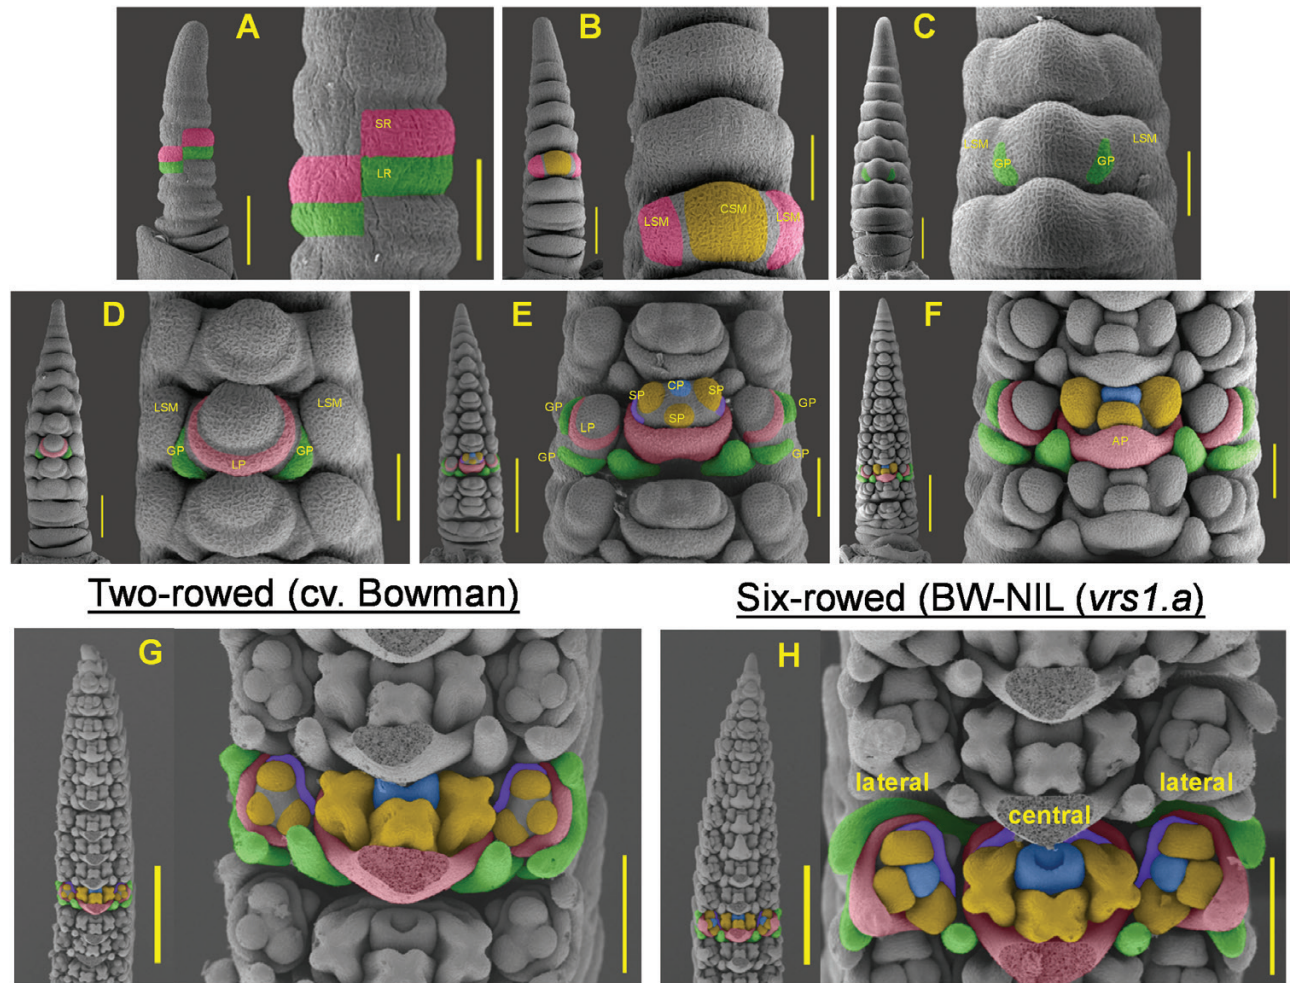 A
SR
LR
B
LSM
CSM
LSM
C
LSM
GP
GP
LSM
D
LSM
LSM
GP
LP
GP
E
GP
SP
CP
SP
GP
LP
SP
GP
GP
F
AP
Two-rowed (cv. Bowman)
Six-rowed (BW-NIL (vrs1.a)
G
H
lateral
central
lateral